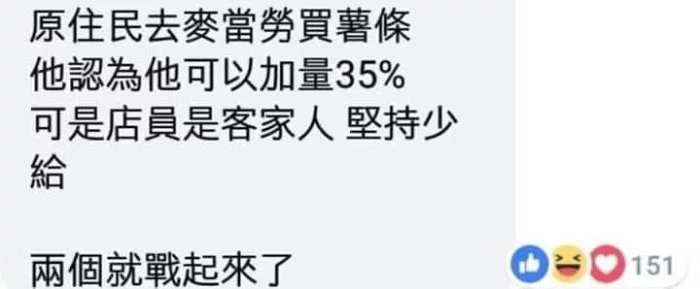 原住民去麥當勞買薯條
他認為他可以加量35%
可是店員是客家人 堅持少
給
兩個就戰起來了
151